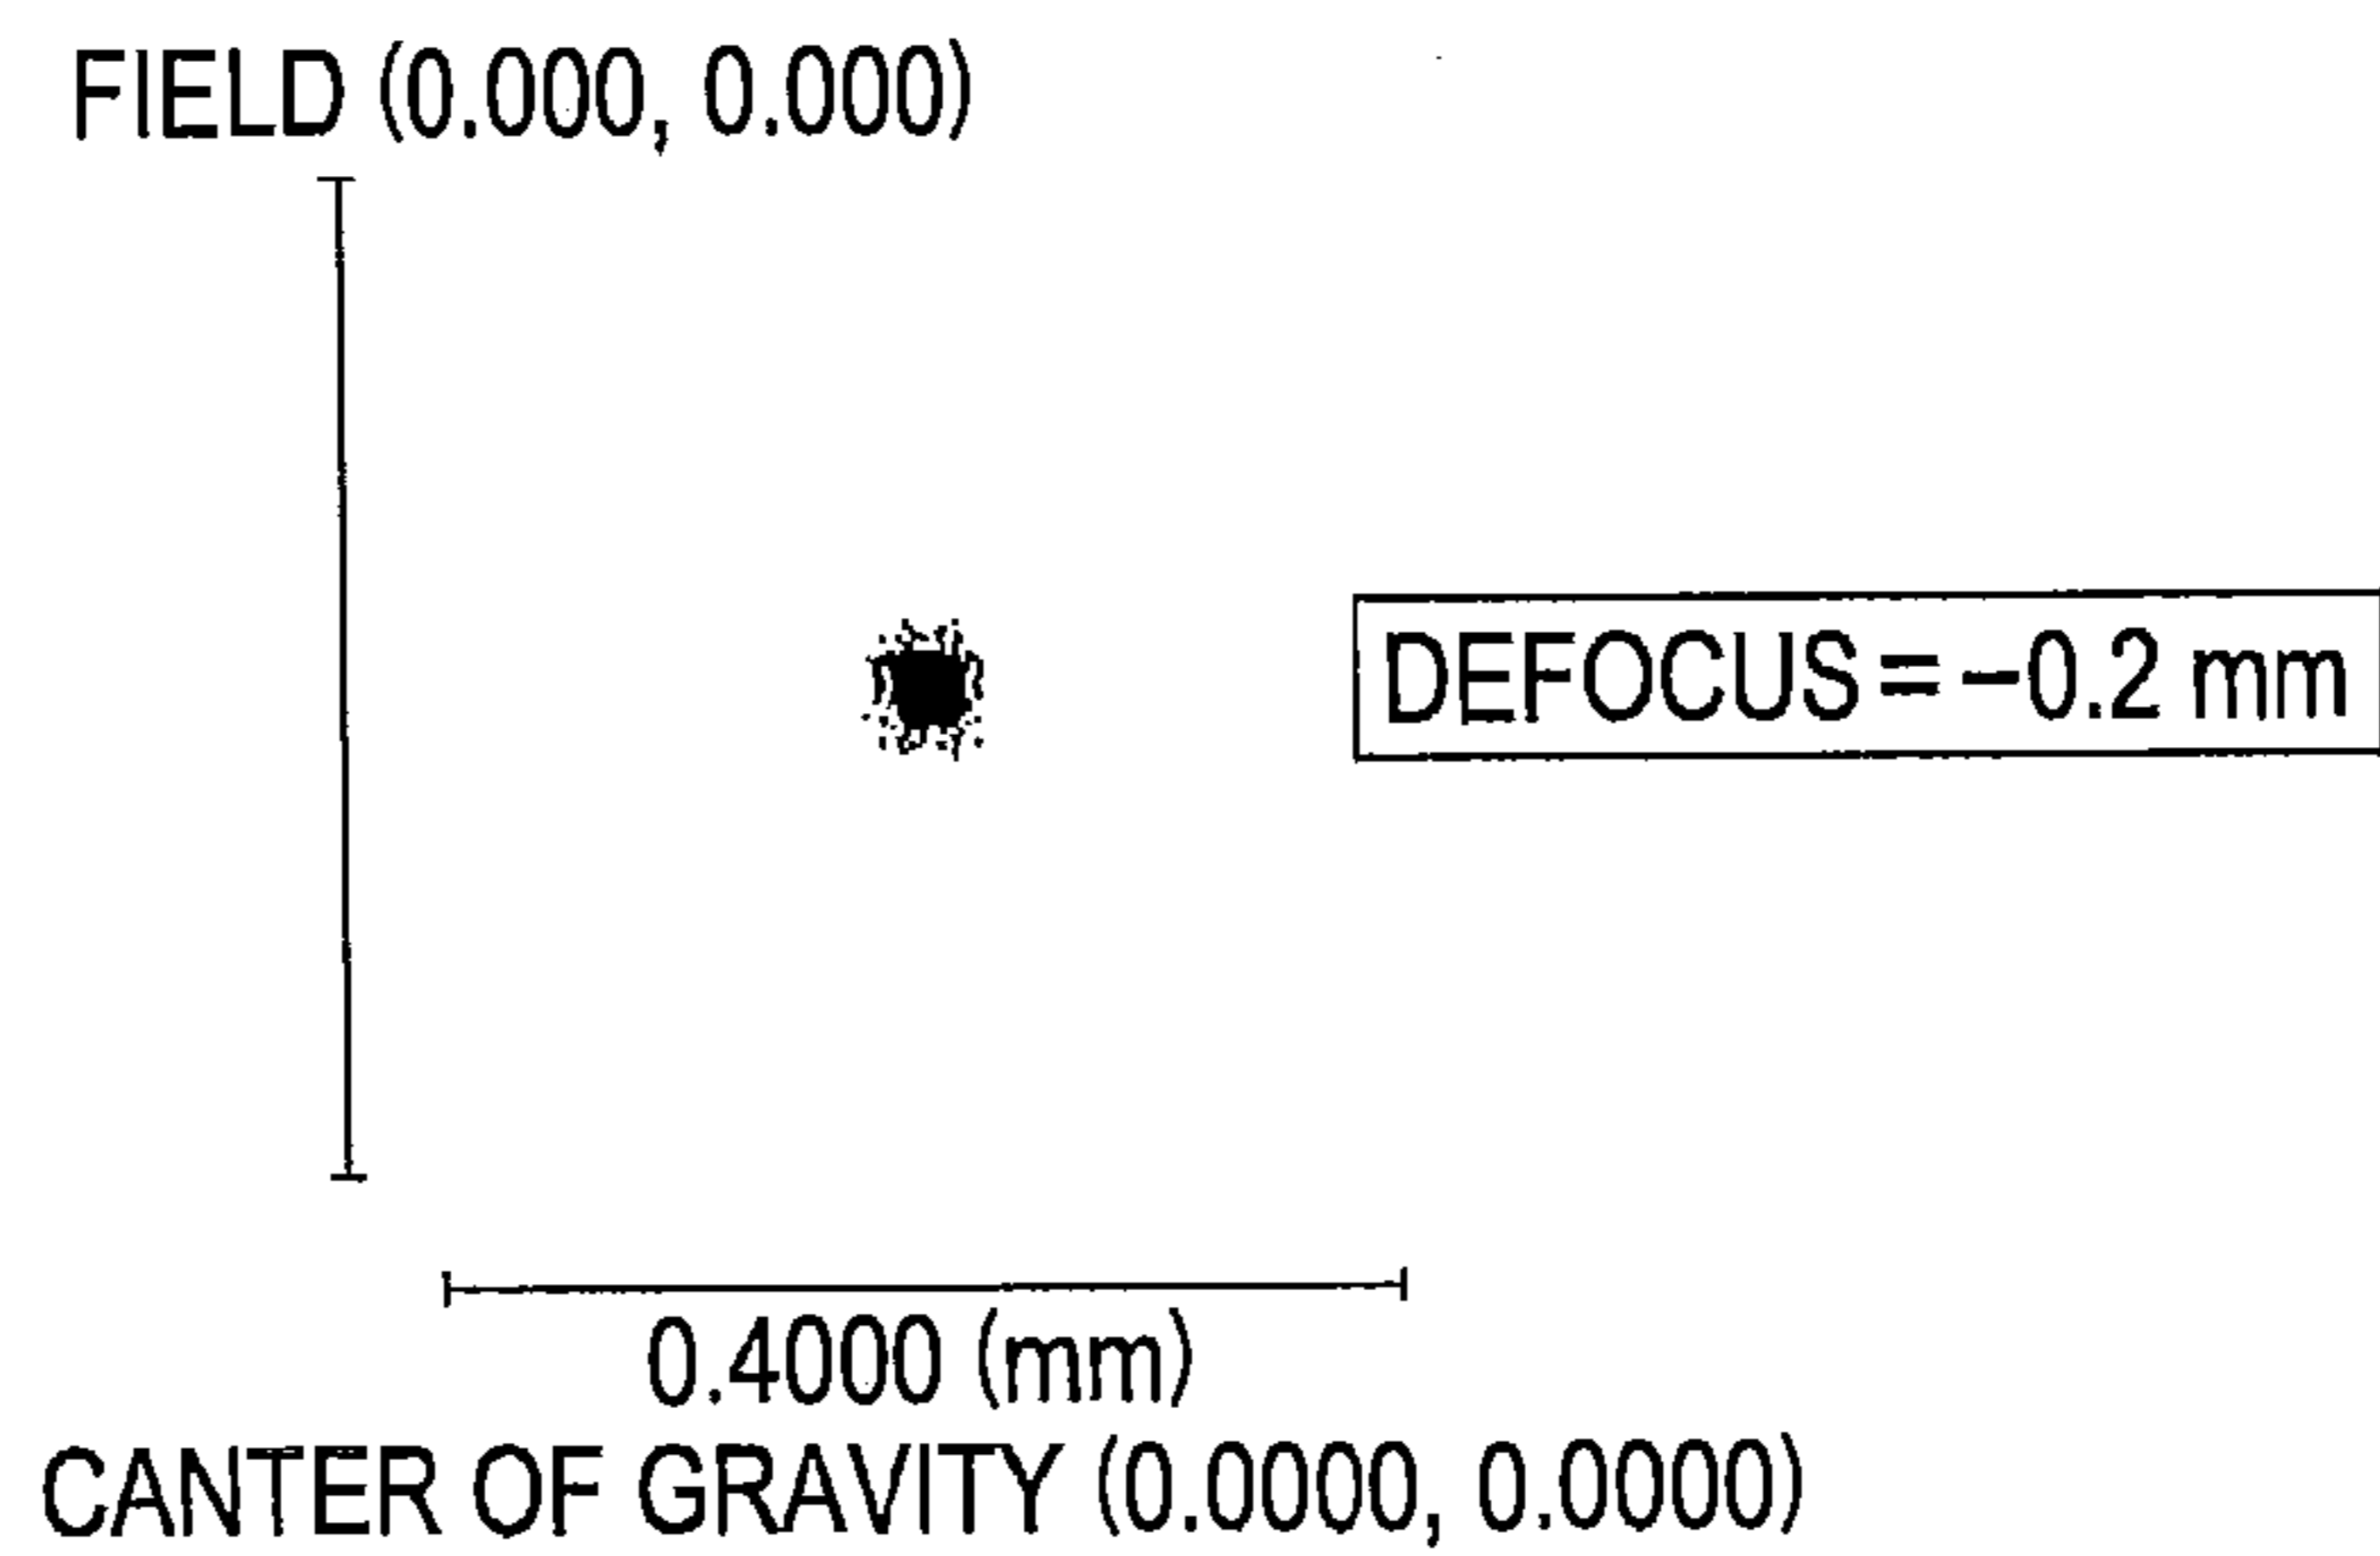 FIELD (0.000, 0.000)
DEFOCUS = −0.2 mm
0.4000 (mm)
CANTER OF GRAVITY (0.0000, 0.0000)